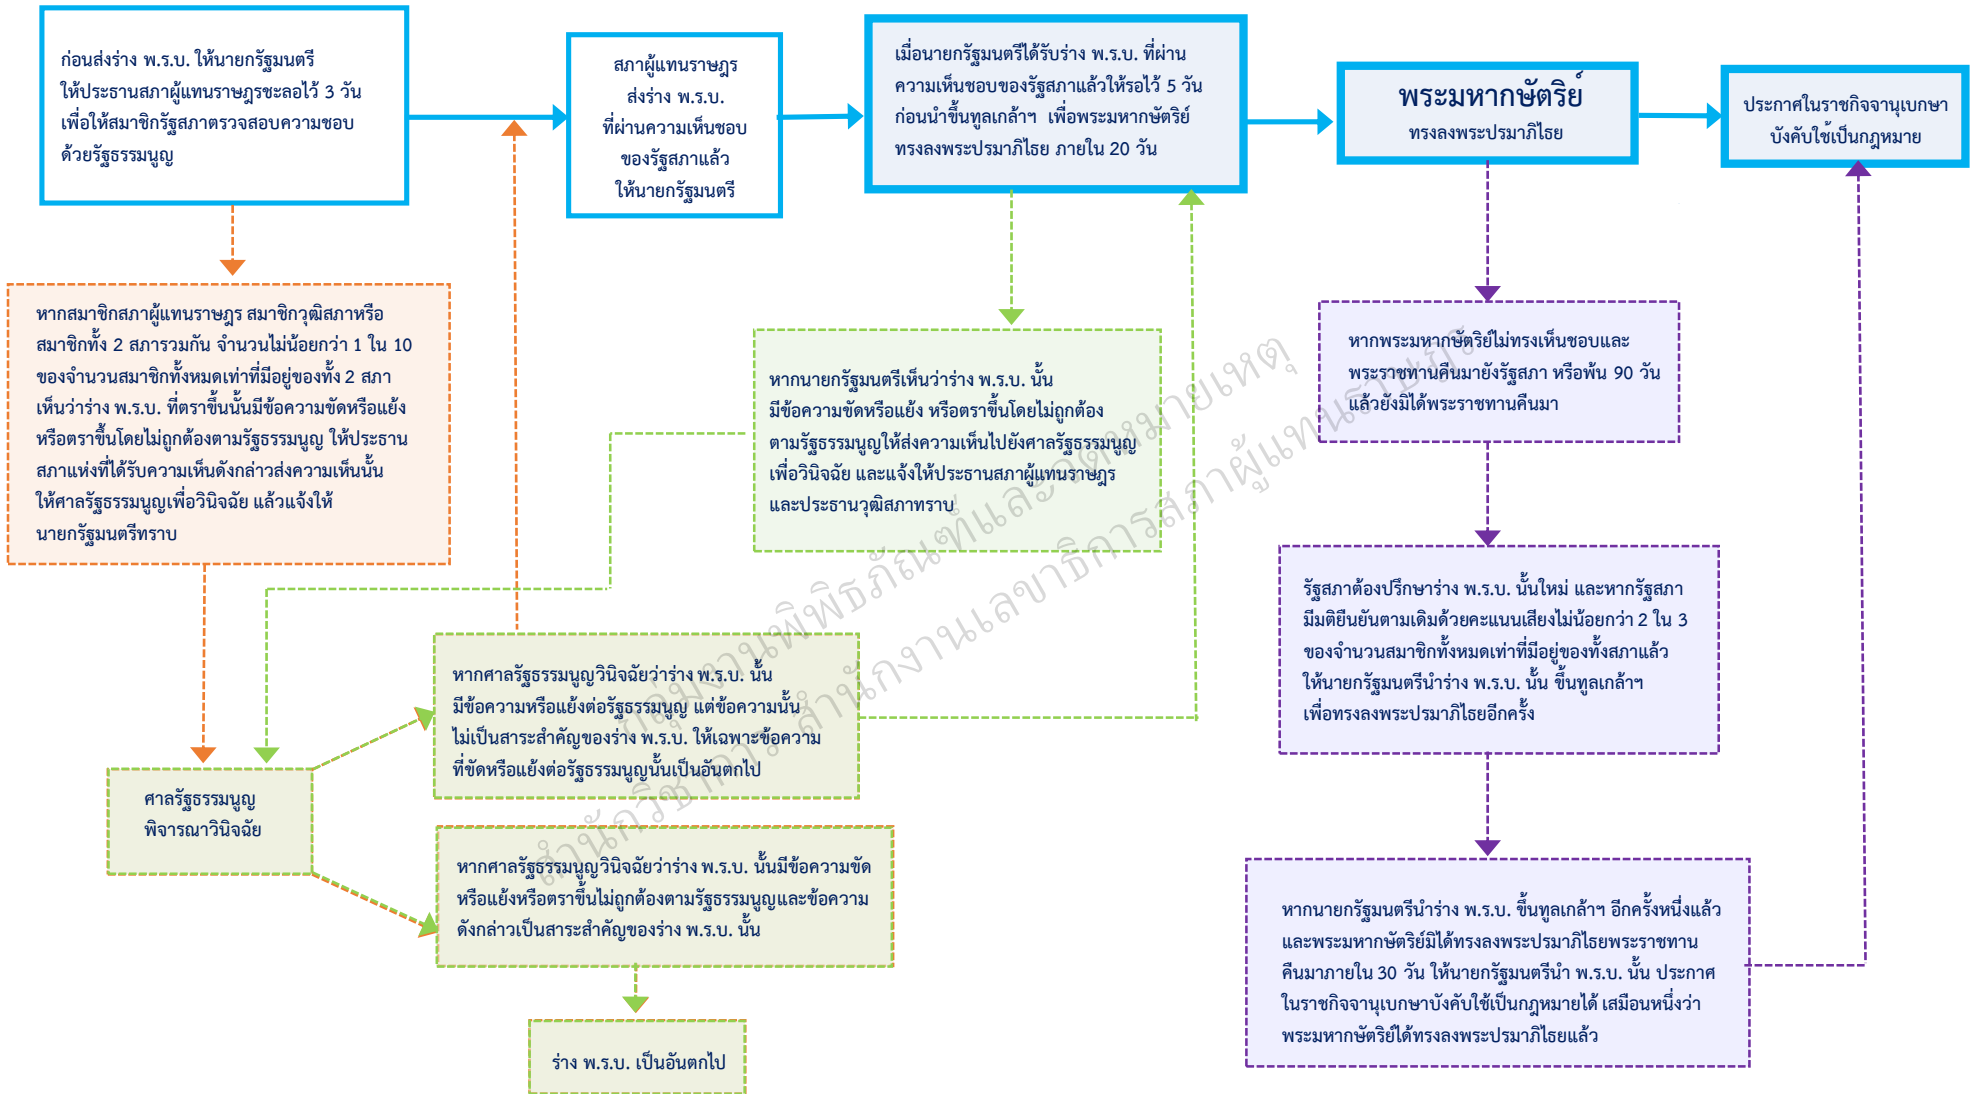 ก่อนส่งร่าง พ.ร.บ. ให้นายกรัฐมนตรี
ให้ประธานสภาผู้แทนราษฎรชะลอไว้ 3 วัน
เพื่อให้สมาชิกรัฐสภาตรวจสอบความชอบ
ด้วยรัฐธรรมนูญ
สภาผู้แทนราษฎร
ส่งร่าง พ.ร.บ.
ที่ผ่านความเห็นชอบ
ของรัฐสภาแล้ว
ให้นายกรัฐมนตรี
เมื่อนายกรัฐมนตรีได้รับร่าง พ.ร.บ. ที่ผ่าน
ความเห็นชอบของรัฐสภาแล้วให้รอไว้ 5 วัน
ก่อนนำขึ้นทูลเกล้าฯ เพื่อพระมหากษัตริย์
ทรงลงพระปรมาภิไธย ภายใน 20 วัน
พระมหากษัตริย์
ทรงลงพระปรมาภิไธย
ประกาศในราชกิจจานุเบกษา
บังคับใช้เป็นกฎหมาย
หากสมาชิกสภาผู้แทนราษฎร สมาชิกวุฒิสภาหรือ
สมาชิกทั้ง 2 สภารวมกัน จำนวนไม่น้อยกว่า 1 ใน 10
ของจำนวนสมาชิกทั้งหมดเท่าที่มีอยู่ของทั้ง 2 สภา
เห็นว่าร่าง พ.ร.บ. ที่ตราขึ้นนั้นมีข้อความขัดหรือแย้ง
หรือตราขึ้นโดยไม่ถูกต้องตามรัฐธรรมนูญ ให้ประธาน
สภาแห่งที่ได้รับความเห็นดังกล่าวส่งความเห็นนั้น
ให้ศาลรัฐธรรมนูญเพื่อวินิจฉัย แล้วแจ้งให้
นายกรัฐมนตรีทราบ
หากนายกรัฐมนตรีเห็นว่าร่าง พ.ร.บ. นั้น
มีข้อความขัดหรือแย้ง หรือตราขึ้นโดยไม่ถูกต้อง
ตามรัฐธรรมนูญให้ส่งความเห็นไปยังศาลรัฐธรรมนูญ
เพื่อวินิจฉัย และแจ้งให้ประธานสภาผู้แทนราษฎร
และประธานวุฒิสภาทราบ
หากพระมหากษัตริย์ไม่ทรงเห็นชอบและ
พระราชทานคืนมายังรัฐสภา หรือพ้น 90 วัน
แล้วยังมิได้พระราชทานคืนมา
รัฐสภาต้องปรึกษาร่าง พ.ร.บ. นั้นใหม่ และหากรัฐสภา
มีมติยืนยันตามเดิมด้วยคะแนนเสียงไม่น้อยกว่า 2 ใน 3
ของจำนวนสมาชิกทั้งหมดเท่าที่มีอยู่ของทั้งสภาแล้ว
ให้นายกรัฐมนตรีนำร่าง พ.ร.บ. นั้น ขึ้นทูลเกล้าฯ
เพื่อทรงลงพระปรมาภิไธยอีกครั้ง
หากศาลรัฐธรรมนูญวินิจฉัยว่าร่าง พ.ร.บ. นั้น
มีข้อความหรือแย้งต่อรัฐธรรมนูญ แต่ข้อความนั้น
ไม่เป็นสาระสำคัญของร่าง พ.ร.บ. ให้เฉพาะข้อความ
ที่ขัดหรือแย้งต่อรัฐธรรมนูญนั้นเป็นอันตกไป
ศาลรัฐธรรมนูญ
พิจารณาวินิจฉัย
หากศาลรัฐธรรมนูญวินิจฉัยว่าร่าง พ.ร.บ. นั้นมีข้อความขัด
หรือแย้งหรือตราขึ้นไม่ถูกต้องตามรัฐธรรมนูญและข้อความ
ดังกล่าวเป็นสาระสำคัญของร่าง พ.ร.บ. นั้น
ร่าง พ.ร.บ. เป็นอันตกไป
หากนายกรัฐมนตรีนำร่าง พ.ร.บ. ขึ้นทูลเกล้าฯ อีกครั้งหนึ่งแล้ว
และพระมหากษัตริย์มิได้ทรงลงพระปรมาภิไธยพระราชทาน
คืนมาภายใน 30 วัน ให้นายกรัฐมนตรีนำ พ.ร.บ. นั้น ประกาศ
ในราชกิจจานุเบกษาบังคับใช้เป็นกฎหมายได้ เสมือนหนึ่งว่า
พระมหากษัตริย์ได้ทรงลงพระปรมาภิไธยแล้ว
กลุ่มงานพิพิธภัณฑ์และจดหมายเหตุ
สำนักวิชาการ สำนักงานเลขาธิการสภาผู้แทนราษฎร